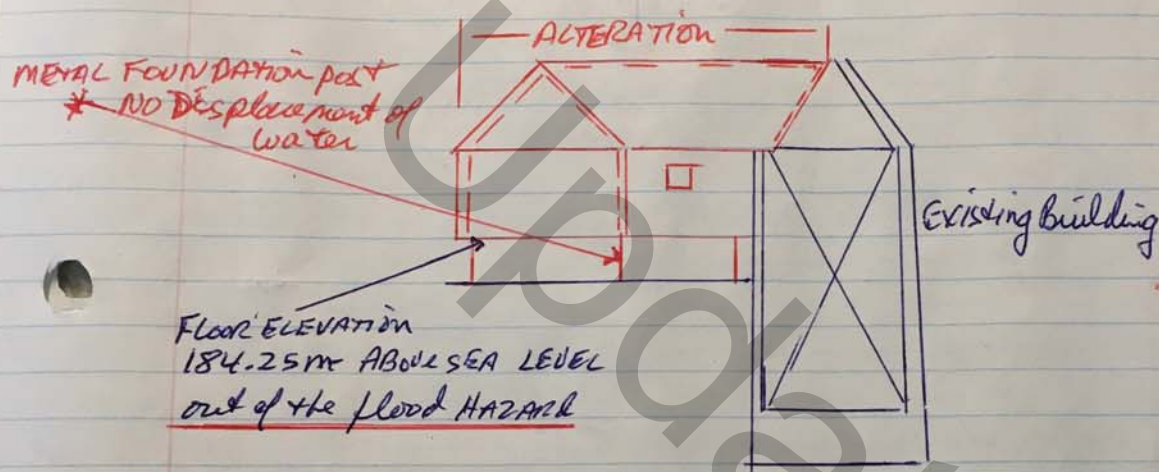 ALTERATION
METAL FOUNDATION post
* NO Displacement of
water
Existing Building
FLOOR ELEVATION
184.25m ABOVE SEA LEVEL
out of the flood HAZARD